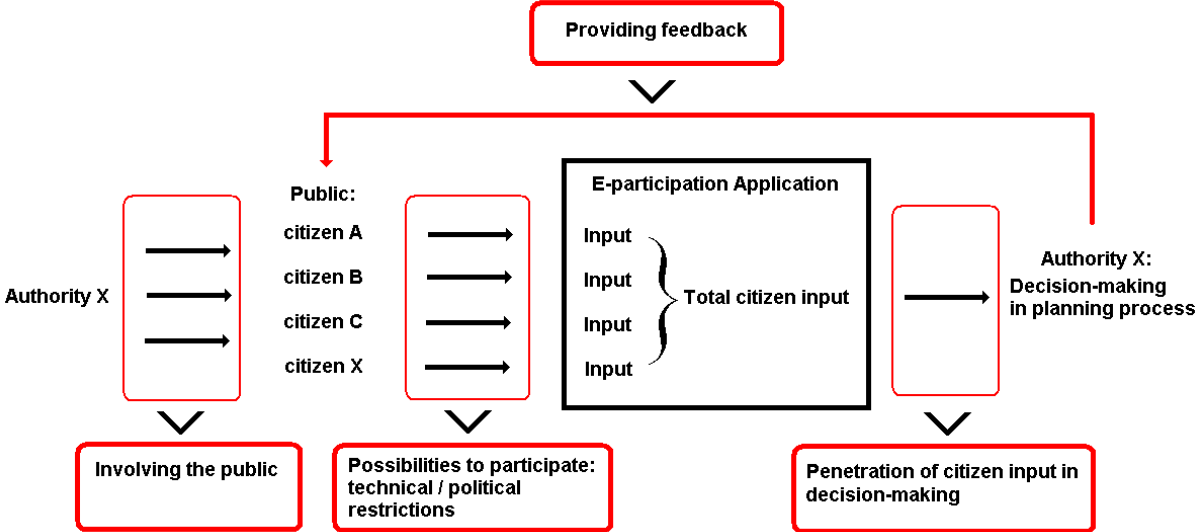 Providing feedback
E-participation Application
Public:
citizen A
citizen B
citizen C
citizen X
Input
Input
Input
Input
Total citizen input
Authority X
Authority X:
Decision-making
in planning process
Involving the public
Possibilities to participate:
technical / political
restrictions
Penetration of citizen input in
decision-making